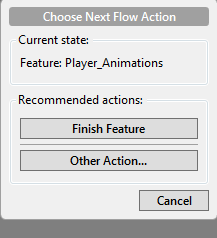 Choose Next Flow Action
Current state:
Feature: Player_Animations
Recommended actions:
Finish Feature
Other Action...
Cancel